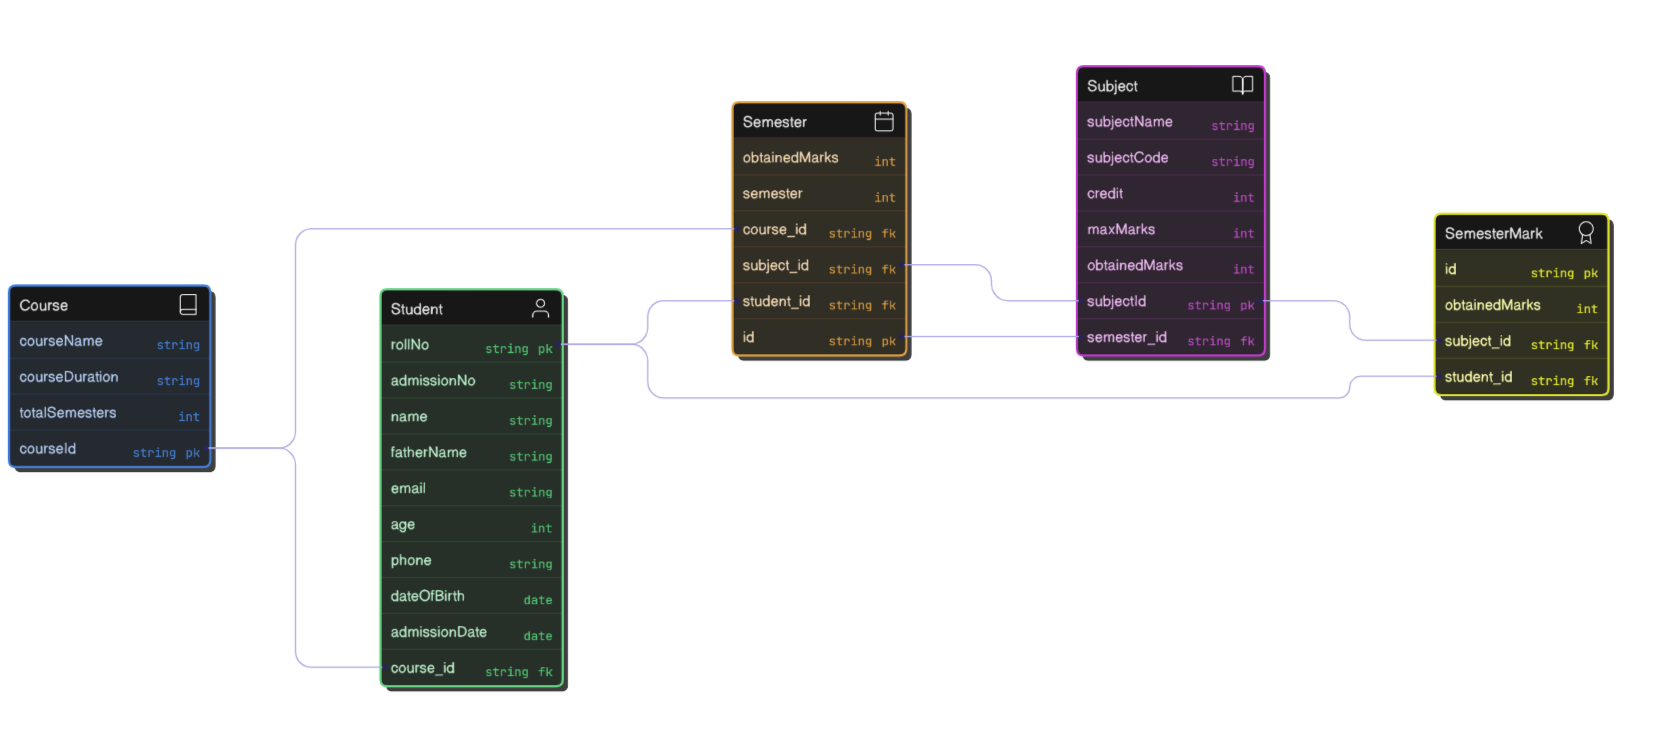 Course
courseName string
courseDuration string
totalSemesters int
courseId string pk
Student
rollNo string pk
admissionNo string
name string
fatherName string
email string
age int
phone string
dateOfBirth date
admissionDate date
course_id string fk
Semester
obtainedMarks int
semester int
course_id string fk
subject_id string fk
student_id string fk
id string pk
Subject
subjectName string
subjectCode string
credit int
maxMarks int
obtainedMarks int
subjectId string pk
semester_id string fk
SemesterMark
id string pk
obtainedMarks int
subject_id string fk
student_id string fk